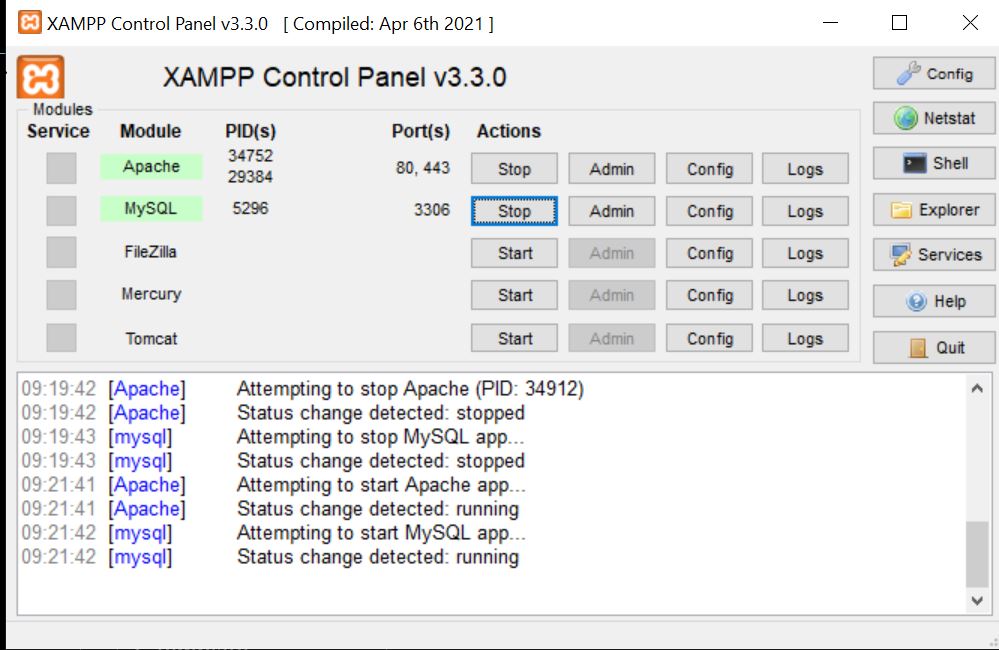 XAMPP Control Panel v3.3.0 [ Compiled: Apr 6th 2021 ]
XAMPP Control Panel v3.3.0
Config
Modules
Service Module PID(s) Port(s) Actions
Netstat
Apache 34752 80, 443 Stop Admin Config Logs
29384
Shell
MySQL 5296 3306 Stop Admin Config Logs
Explorer
FileZilla Start Admin Config Logs
Services
Mercury Start Admin Config Logs
Help
Tomcat Start Admin Config Logs
Quit
09:19:42 [Apache] Attempting to stop Apache (PID: 34912)
09:19:42 [Apache] Status change detected: stopped
09:19:43 [mysql] Attempting to stop MySQL app...
09:19:43 [mysql] Status change detected: stopped
09:21:41 [Apache] Attempting to start Apache app...
09:21:41 [Apache] Status change detected: running
09:21:42 [mysql] Attempting to start MySQL app...
09:21:42 [mysql] Status change detected: running